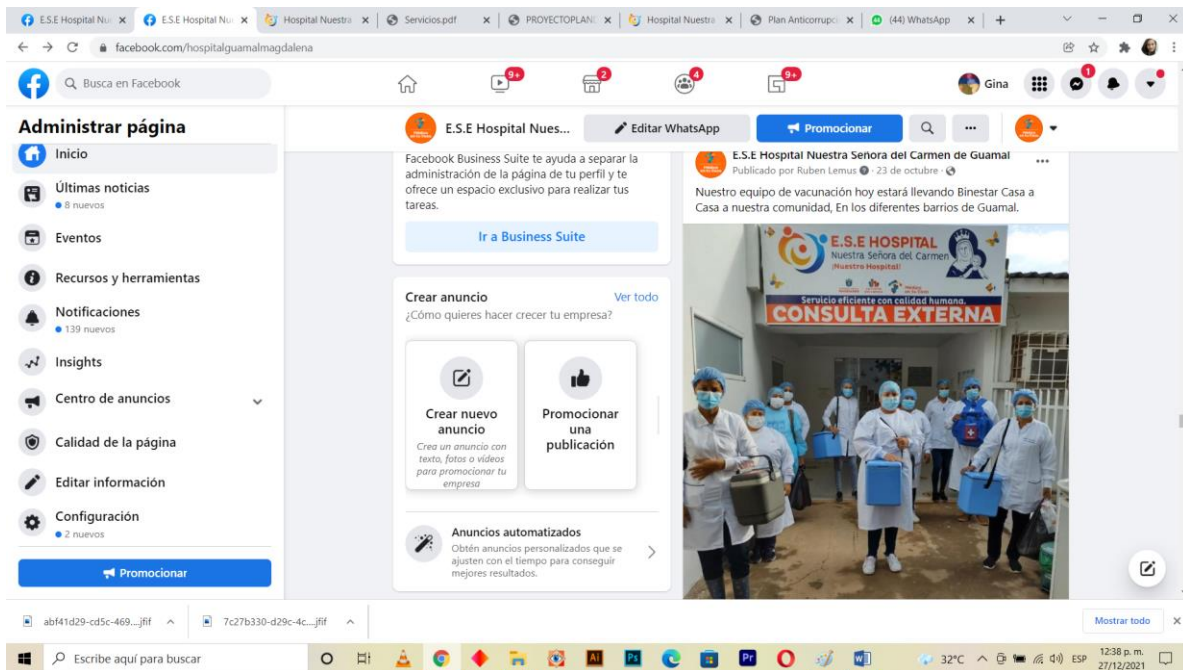 E.S.E Hospital Nu
E.S.E Hospital Nu
Hospital Nuestra
Servicios.pdf
PROYECTOPLAN
Hospital Nuestra
Plan Anticorrupci
(44) WhatsApp
facebook.com/hospitalguamalmagdalena
Busca en Facebook
9+
2
4
9+
Gina
1
Administrar página
E.S.E Hospital Nues...
Editar WhatsApp
Promocionar
Inicio
Últimas noticias
8 nuevos
Eventos
Recursos y herramientas
Notificaciones
139 nuevos
Insights
Centro de anuncios
Calidad de la página
Editar información
Configuración
2 nuevos
Promocionar
Facebook Business Suite te ayuda a separar la
administración de la página de tu perfil y te
ofrece un espacio exclusivo para realizar tus
tareas.
Ir a Business Suite
Crear anuncio
Ver todo
¿Cómo quieres hacer crecer tu empresa?
Crear nuevo
anuncio
Crea un anuncio con
texto, fotos o videos
para promocionar tu
empresa
Promocionar
una
publicación
Anuncios automatizados
Obtén anuncios personalizados que se
ajusten con el tiempo para conseguir
mejores resultados.
E.S.E Hospital Nuestra Señora del Carmen de Guamal
Publicado por Ruben Lemus · 23 de octubre ·
Nuestro equipo de vacunación hoy estará llevando Binestar Casa a
Casa a nuestra comunidad, En los diferentes barrios de Guamal.
E.S.E HOSPITAL
Nuestra Señora del Carmen
¡Nuestro Hospital!
Servicio eficiente con calidad humana.
CONSULTA EXTERNA
abf41d29-cd5c-469....jfif
7c27b330-d29c-4c....jfif
Mostrar todo
Escribe aquí para buscar
Ai
Ps
Pr
32°C
ESP
12:38 p. m.
27/12/2021